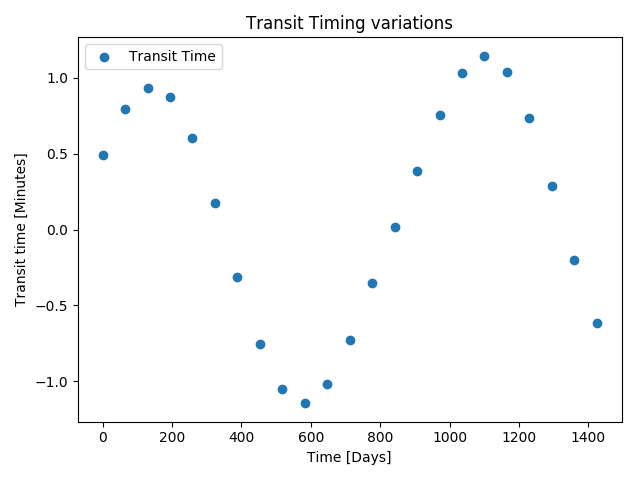 Transit Timing variations
Transit Time
Transit time [Minutes]
1.0
0.5
0.0
−0.5
−1.0
0 200 400 600 800 1000 1200 1400
Time [Days]